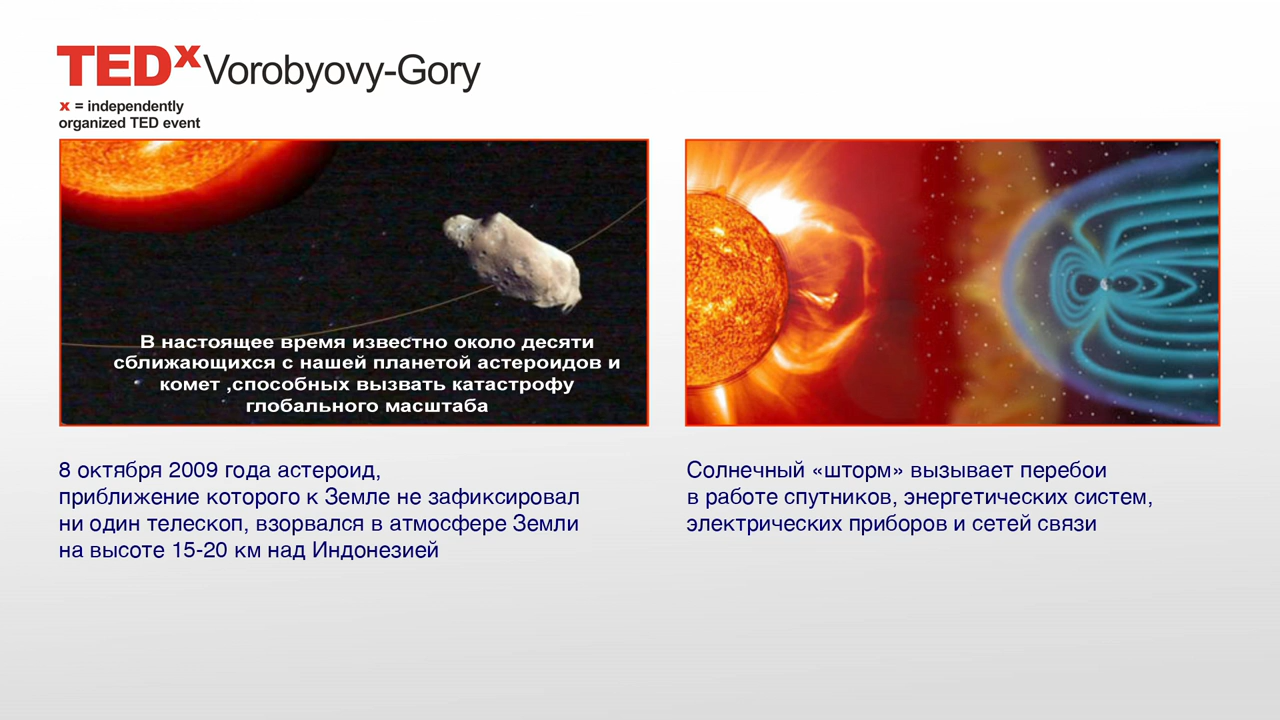 TEDxVorobyovy-Gory
x = independently
organized TED event
В настоящее время известно около десяти
сближающихся с нашей планетой астероидов и
комет ,способных вызвать катастрофу
глобального масштаба
8 октября 2009 года астероид,
приближение которого к Земле не зафиксировал
ни один телескоп, взорвался в атмосфере Земли
на высоте 15-20 км над Индонезией
Солнечный «шторм» вызывает перебои
в работе спутников, энергетических систем,
электрических приборов и сетей связи